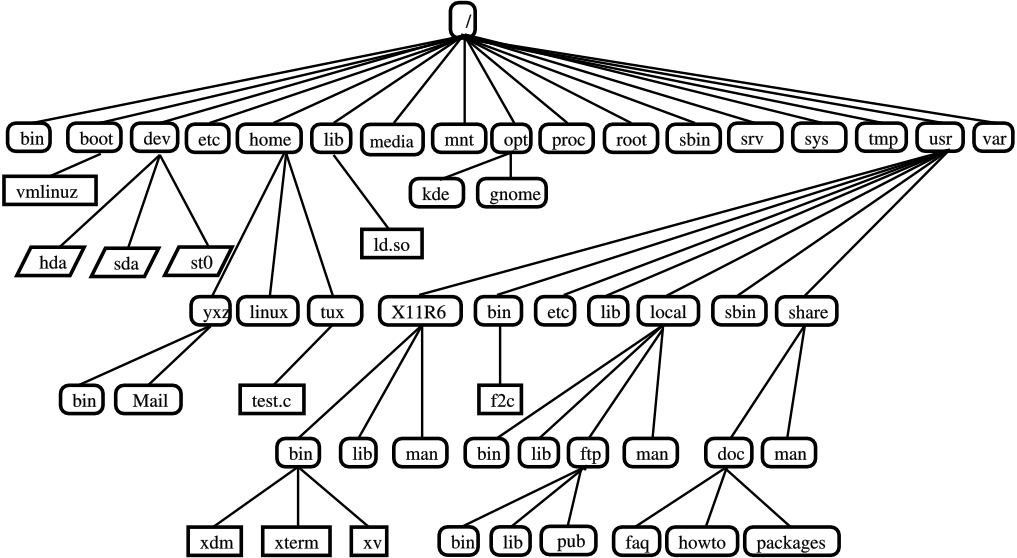 /
bin boot dev etc home lib media mnt opt proc root sbin srv sys tmp usr var
vmlinuz kde gnome
hda sda st0 ld.so
yxz linux tux X11R6 bin etc lib local sbin share
bin Mail test.c f2c
bin lib man bin lib ftp man doc man
xdm xterm xv bin lib pub faq howto packages